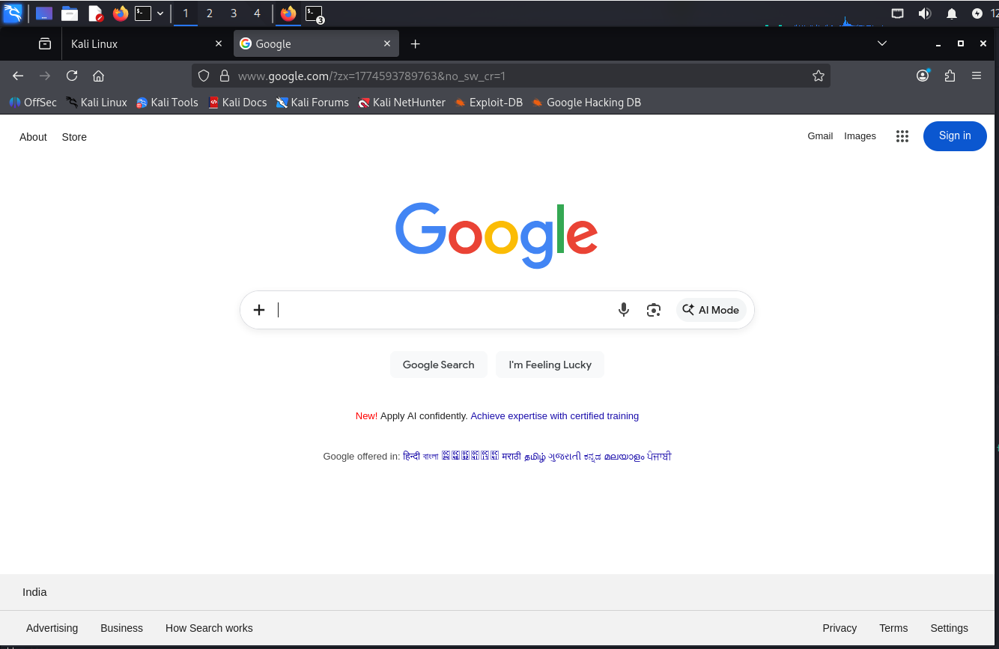 1 2 3 4 3
Kali Linux Google
www.google.com/?zx=1774593789763&no_sw_cr=1
OffSec Kali Linux Kali Tools Kali Docs Kali Forums Kali NetHunter Exploit-DB Google Hacking DB
About Store Gmail Images Sign in
Google
AI Mode
Google Search I'm Feeling Lucky
New! Apply AI confidently. Achieve expertise with certified training
Google offered in: हिन्दी বাংলা मराठी தமிழ் ગુજરાતી ಕನ್ನಡ മലയാളം ਪੰਜਾਬੀ
India
Advertising Business How Search works Privacy Terms Settings